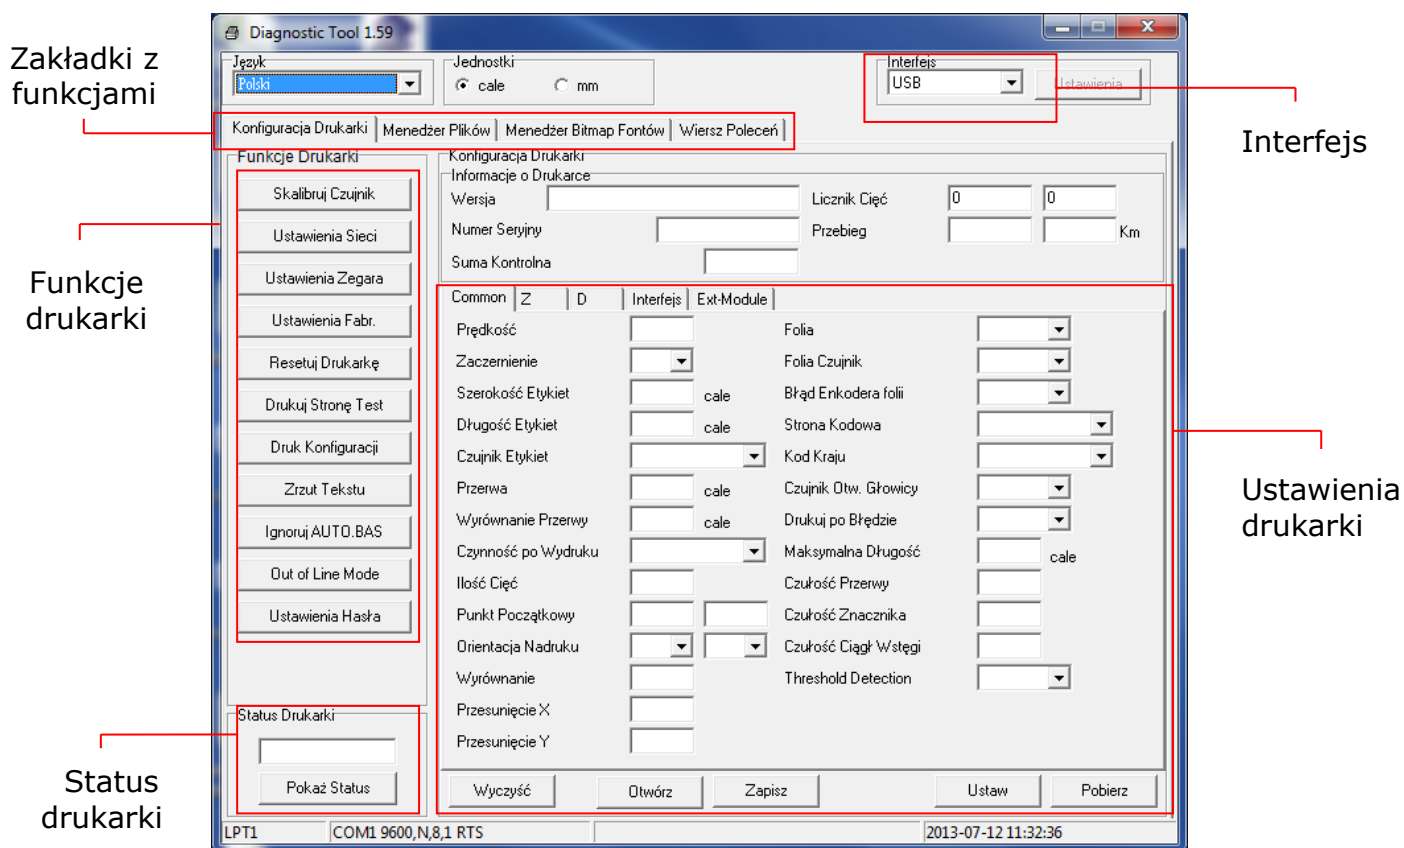 Diagnostic Tool 1.59
Zakładki z
funkcjami
Język
Polski
Jednostki
cale
mm
Interfejs
USB
Ustawienia
Interfejs
Konfiguracja Drukarki
Menedżer Plików
Menedżer Bitmap Fontów
Wiersz Poleceń
Funkcje Drukarki
Skalibruj Czujnik
Ustawienia Sieci
Ustawienia Zegara
Ustawienia Fabr.
Resetuj Drukarkę
Drukuj Stronę Test
Druk Konfiguracji
Zrzut Tekstu
Ignoruj AUTO.BAS
Out of Line Mode
Ustawienia Hasła
Funkcje
drukarki
Status Drukarki
Pokaż Status
Status
drukarki
Konfiguracja Drukarki
Informacje o Drukarce
Wersja
Licznik Cięć
0
0
Numer Seryjny
Przebieg
Km
Suma Kontrolna
Common
Z
D
Interfejs
Ext-Module
Prędkość
Zaczernienie
Szerokość Etykiet
cale
Długość Etykiet
cale
Czujnik Etykiet
Przerwa
cale
Wyrównanie Przerwy
cale
Czynność po Wydruku
Ilość Cięć
Punkt Początkowy
Orientacja Nadruku
Wyrównanie
Przesunięcie X
Przesunięcie Y
Folia
Folia Czujnik
Błąd Enkodera folii
Strona Kodowa
Kod Kraju
Czujnik Otw. Głowicy
Drukuj po Błędzie
Maksymalna Długość
cale
Czułość Przerwy
Czułość Znacznika
Czułość Ciągł Wstęgi
Threshold Detection
Ustawienia
drukarki
Wyczyść
Otwórz
Zapisz
Ustaw
Pobierz
LPT1
COM1 9600,N,8,1 RTS
2013-07-12 11:32:36